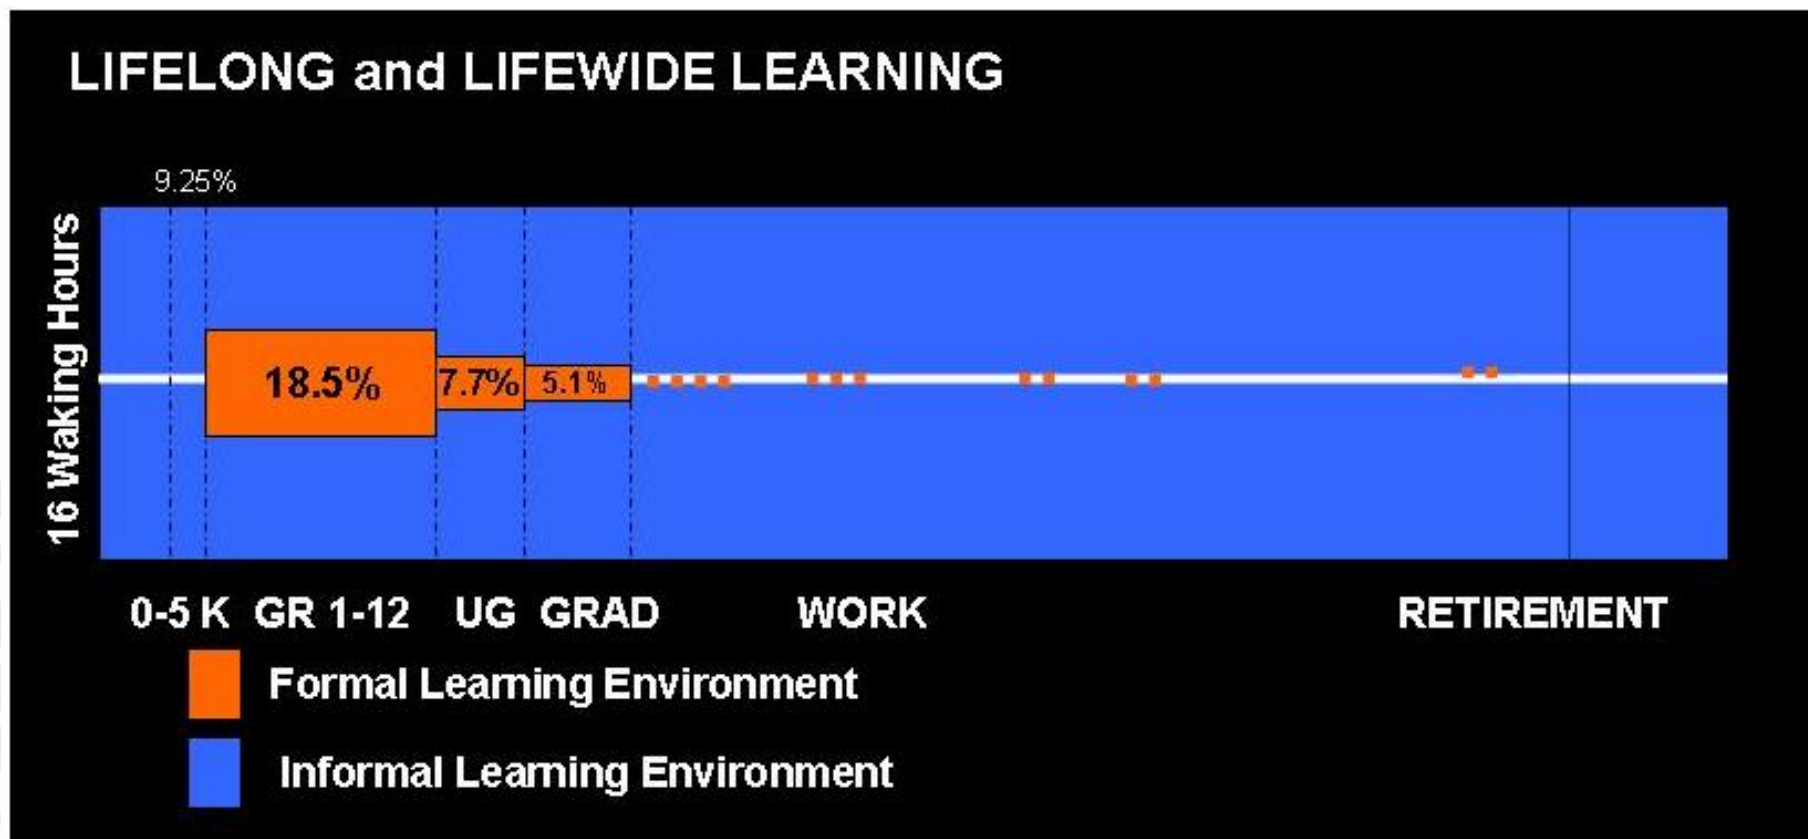 LIFELONG and LIFEWIDE LEARNING
9.25%
16 Waking Hours
18.5%
7.7%
5.1%
0-5 K GR 1-12 UG GRAD WORK RETIREMENT
Formal Learning Environment
Informal Learning Environment